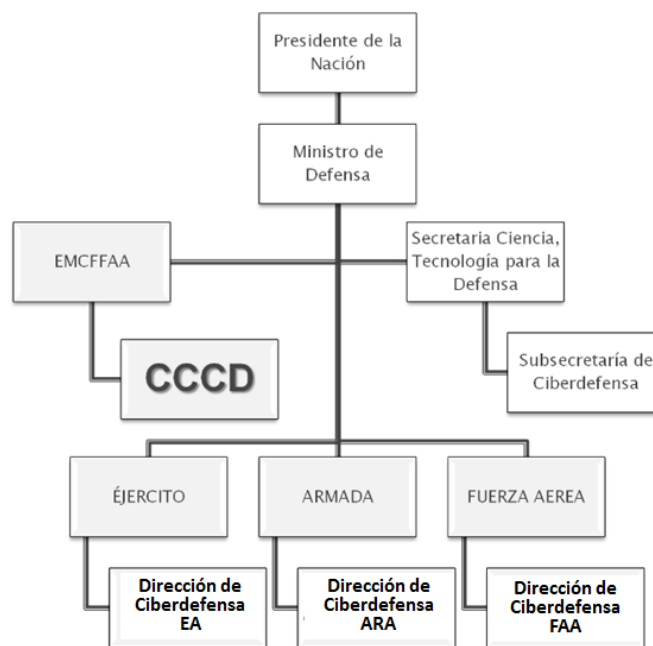 Presidente de la
Nación
Ministro de
Defensa
EMCFFAA
Secretaria Ciencia,
Tecnología para la
Defensa
CCCD
Subsecretaría de
Ciberdefensa
ÉJERCITO
ARMADA
FUERZA AEREA
Dirección de
Ciberdefensa
EA
Dirección de
Ciberdefensa
ARA
Dirección de
Ciberdefensa
FAA